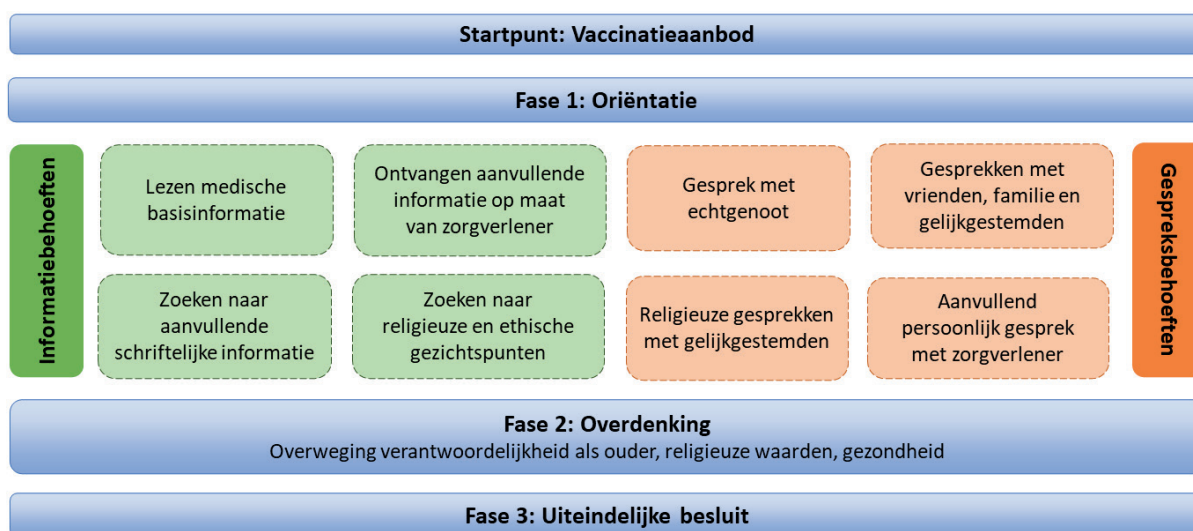 Startpunt: Vaccinatieaanbod
Fase 1: Oriëntatie
Informatiebehoeften
Lezen medische
basisinformatie
Ontvangen aanvullende
informatie op maat
van zorgverlener
Gesprek met
echtgenoot
Gesprekken met
vrienden, familie en
gelijkgestemden
Zoeken naar
aanvullende
schriftelijke informatie
Zoeken naar
religieuze en ethische
gezichtspunten
Religieuze gesprekken
met gelijkgestemden
Aanvullend
persoonlijk gesprek
met zorgverlener
Gespreksbehoeften
Fase 2: Overdenking
Overweging verantwoordelijkheid als ouder, religieuze waarden, gezondheid
Fase 3: Uiteindelijke besluit